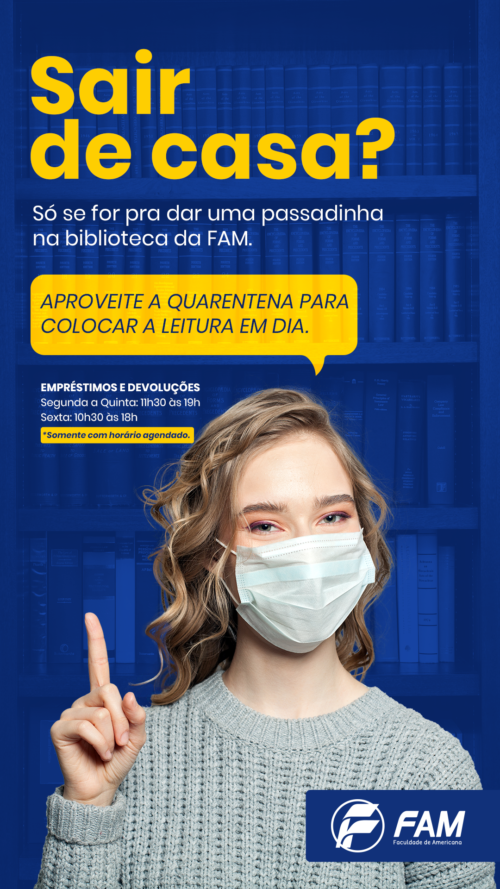 Sair
de casa?
Só se for pra dar uma passadinha
na biblioteca da FAM.
APROVEITE A QUARENTENA PARA
COLOCAR A LEITURA EM DIA.
EMPRÉSTIMOS E DEVOLUÇÕES
Segunda a Quinta: 11h30 às 19h
Sexta: 10h30 às 18h
*Somente com horário agendado.
FAM
Faculdade de Americana